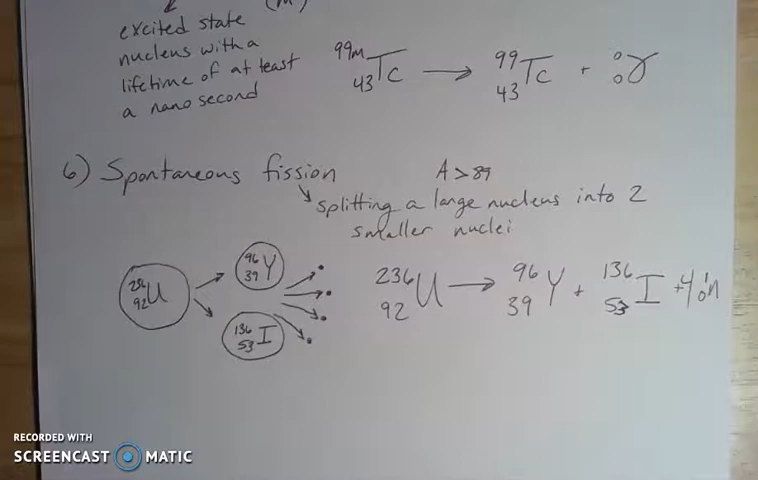 (m)
excited state
nucleus with a
lifetime of at least
a nano second
99m 43 Tc → 99 43 Tc + 0 0 γ
6) Spontaneous fission A > 89
splitting a large nucleus into 2
smaller nuclei
236 92 U
96 39 Y
136 53 I
236 92 U → 96 39 Y + 136 53 I + 4 1 0 n
RECORDED WITH
SCREENCAST MATIC